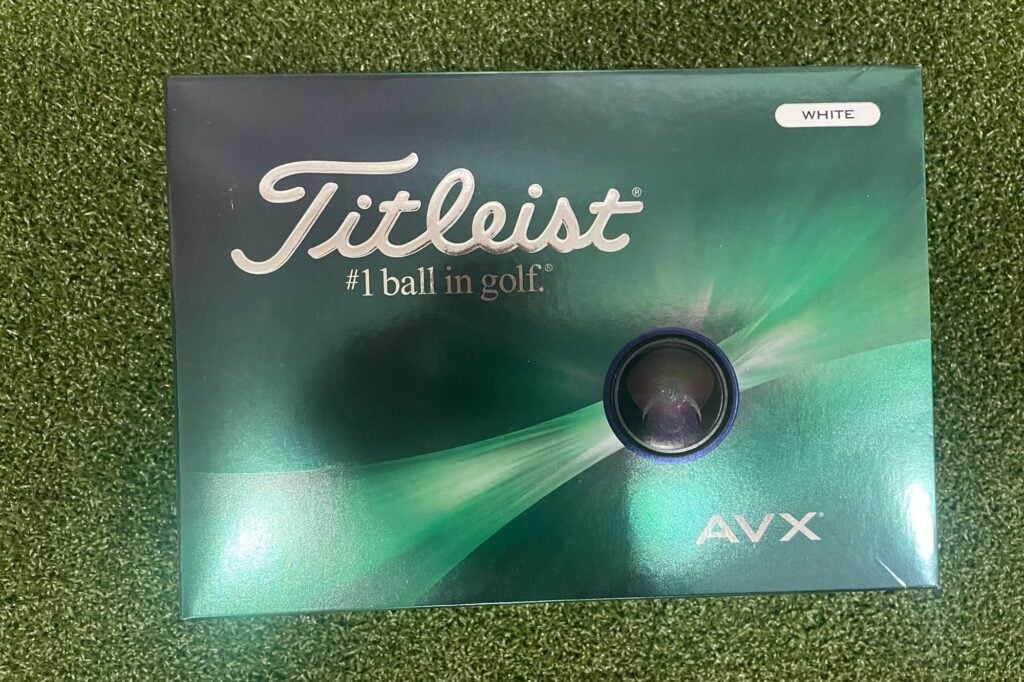 WHITE
Titleist®
#1 ball in golf.®
AVX®